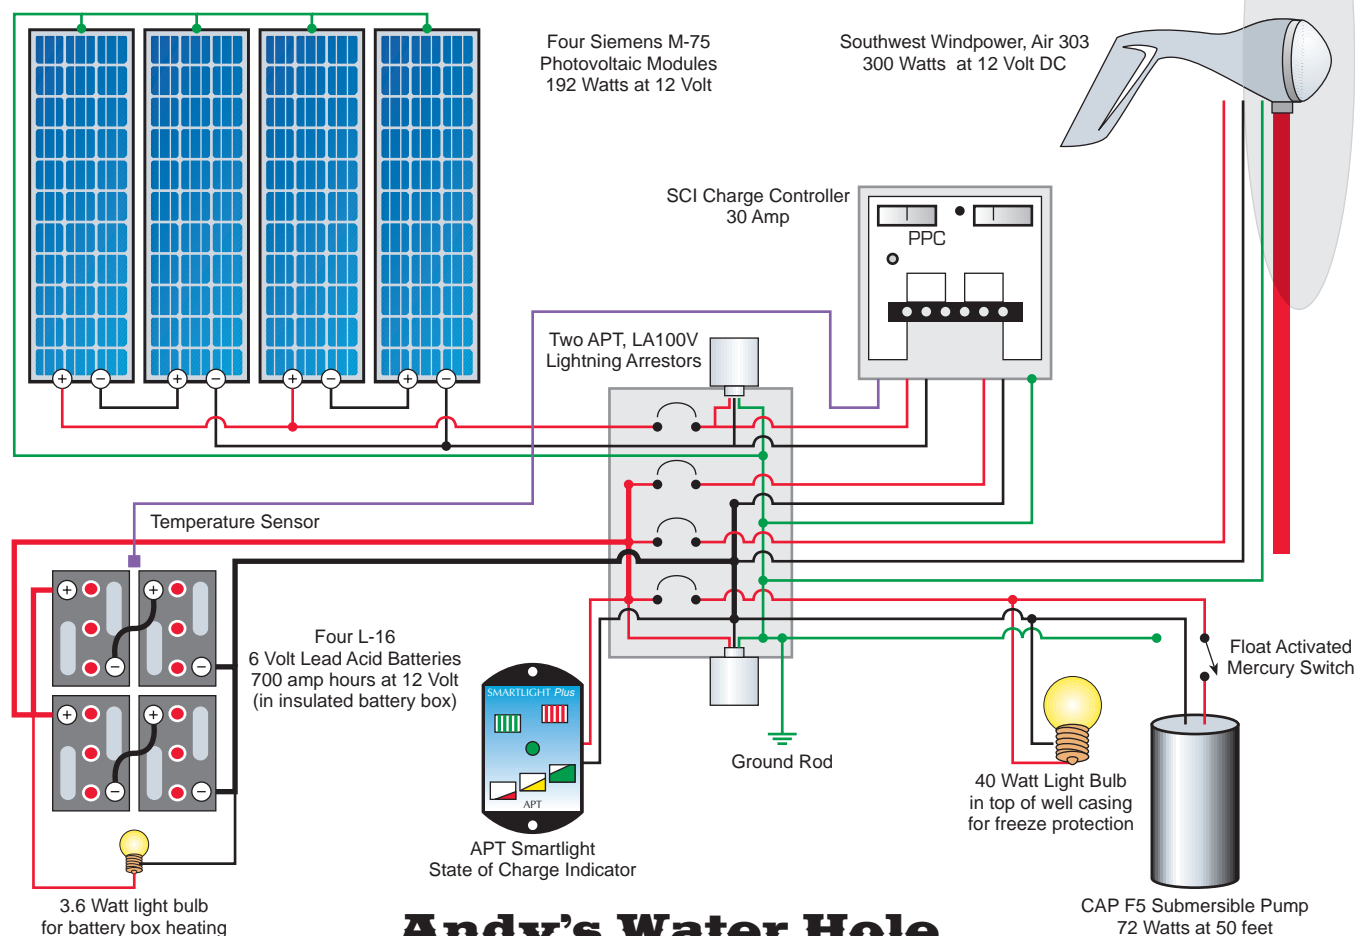 Four Siemens M-75
Photovoltaic Modules
192 Watts at 12 Volt
Southwest Windpower, Air 303
300 Watts at 12 Volt DC
SCI Charge Controller
30 Amp
PPC
Two APT, LA100V
Lightning Arrestors
+ − + − + − + −
Temperature Sensor
+ +
− −
+ +
− −
Four L-16
6 Volt Lead Acid Batteries
700 amp hours at 12 Volt
(in insulated battery box)
SMARTLIGHT Plus
APT
APT Smartlight
State of Charge Indicator
Ground Rod
Float Activated
Mercury Switch
40 Watt Light Bulb
in top of well casing
for freeze protection
3.6 Watt light bulb
for battery box heating
CAP F5 Submersible Pump
72 Watts at 50 feet
Andy's Water Hole